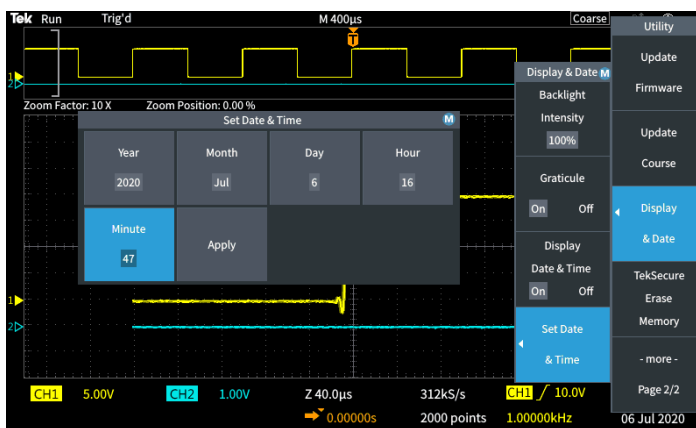 Tek Run Trig'd M 400µs Coarse
T
1
2
Zoom Factor: 10 X Zoom Position: 0.00 %
Set Date & Time M
Year
2020
Month
Jul
Day
6
Hour
16
Minute
47
Apply
1
2
Display & Date M
Backlight
Intensity
100%
Graticule
On Off
Display
Date & Time
On Off
Set Date
& Time
Utility
Update
Firmware
Update
Course
Display
& Date
TekSecure
Erase
Memory
- more -
Page 2/2
CH1 5.00V CH2 1.00V Z 40.0µs 312kS/s CH1 / 10.0V
0.00000s 2000 points 1.00000kHz 06 Jul 2020